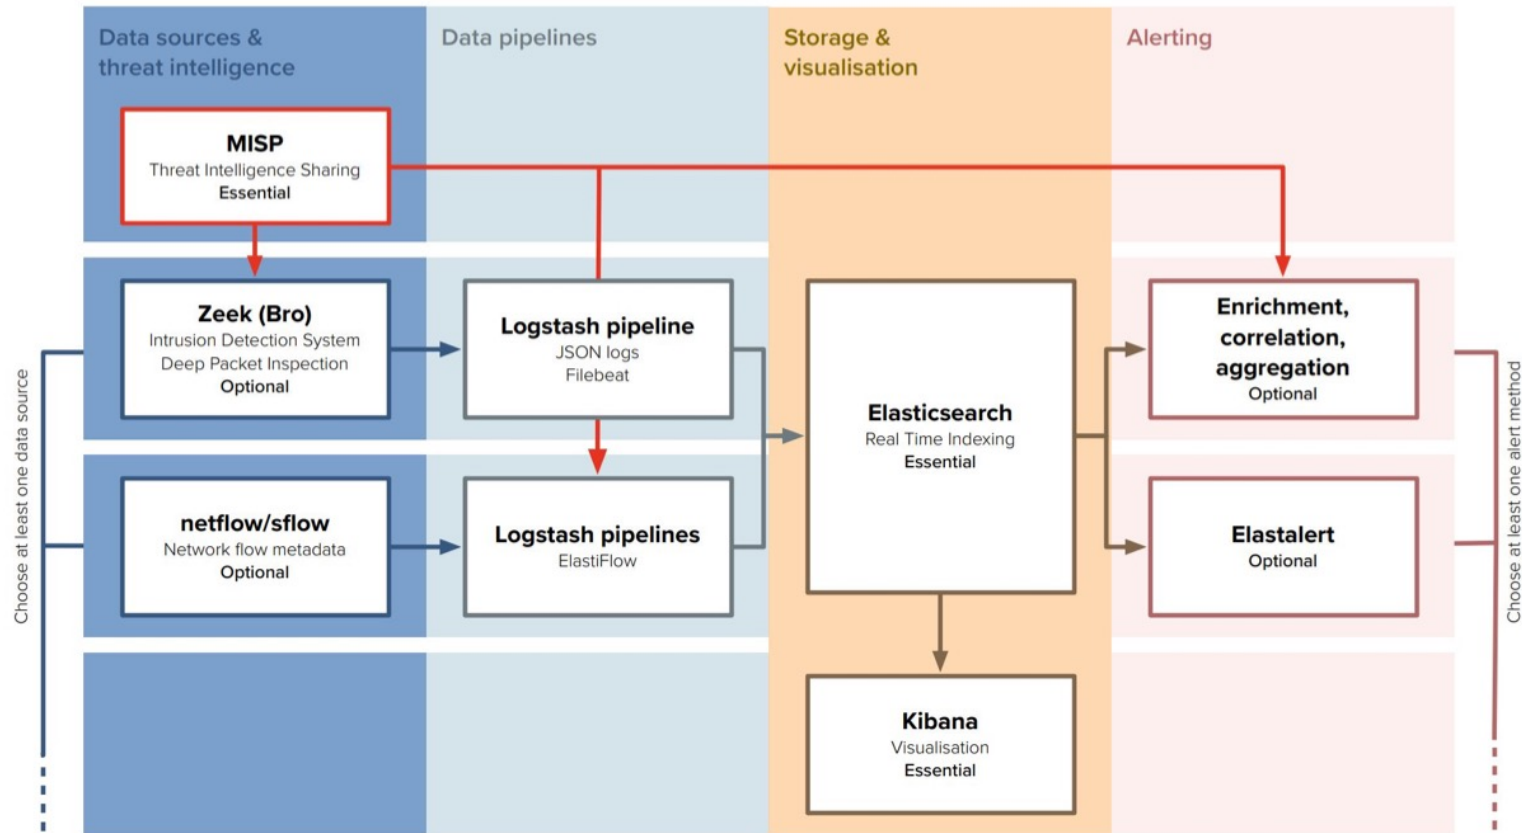 Data sources &
threat intelligence
Data pipelines
Storage &
visualisation
Alerting
MISP
Threat Intelligence Sharing
Essential
Zeek (Bro)
Intrusion Detection System
Deep Packet Inspection
Optional
Logstash pipeline
JSON logs
Filebeat
Elasticsearch
Real Time Indexing
Essential
Enrichment,
correlation,
aggregation
Optional
netflow/sflow
Network flow metadata
Optional
Logstash pipelines
ElastiFlow
Elastalert
Optional
Kibana
Visualisation
Essential
Choose at least one data source
Choose at least one alert method